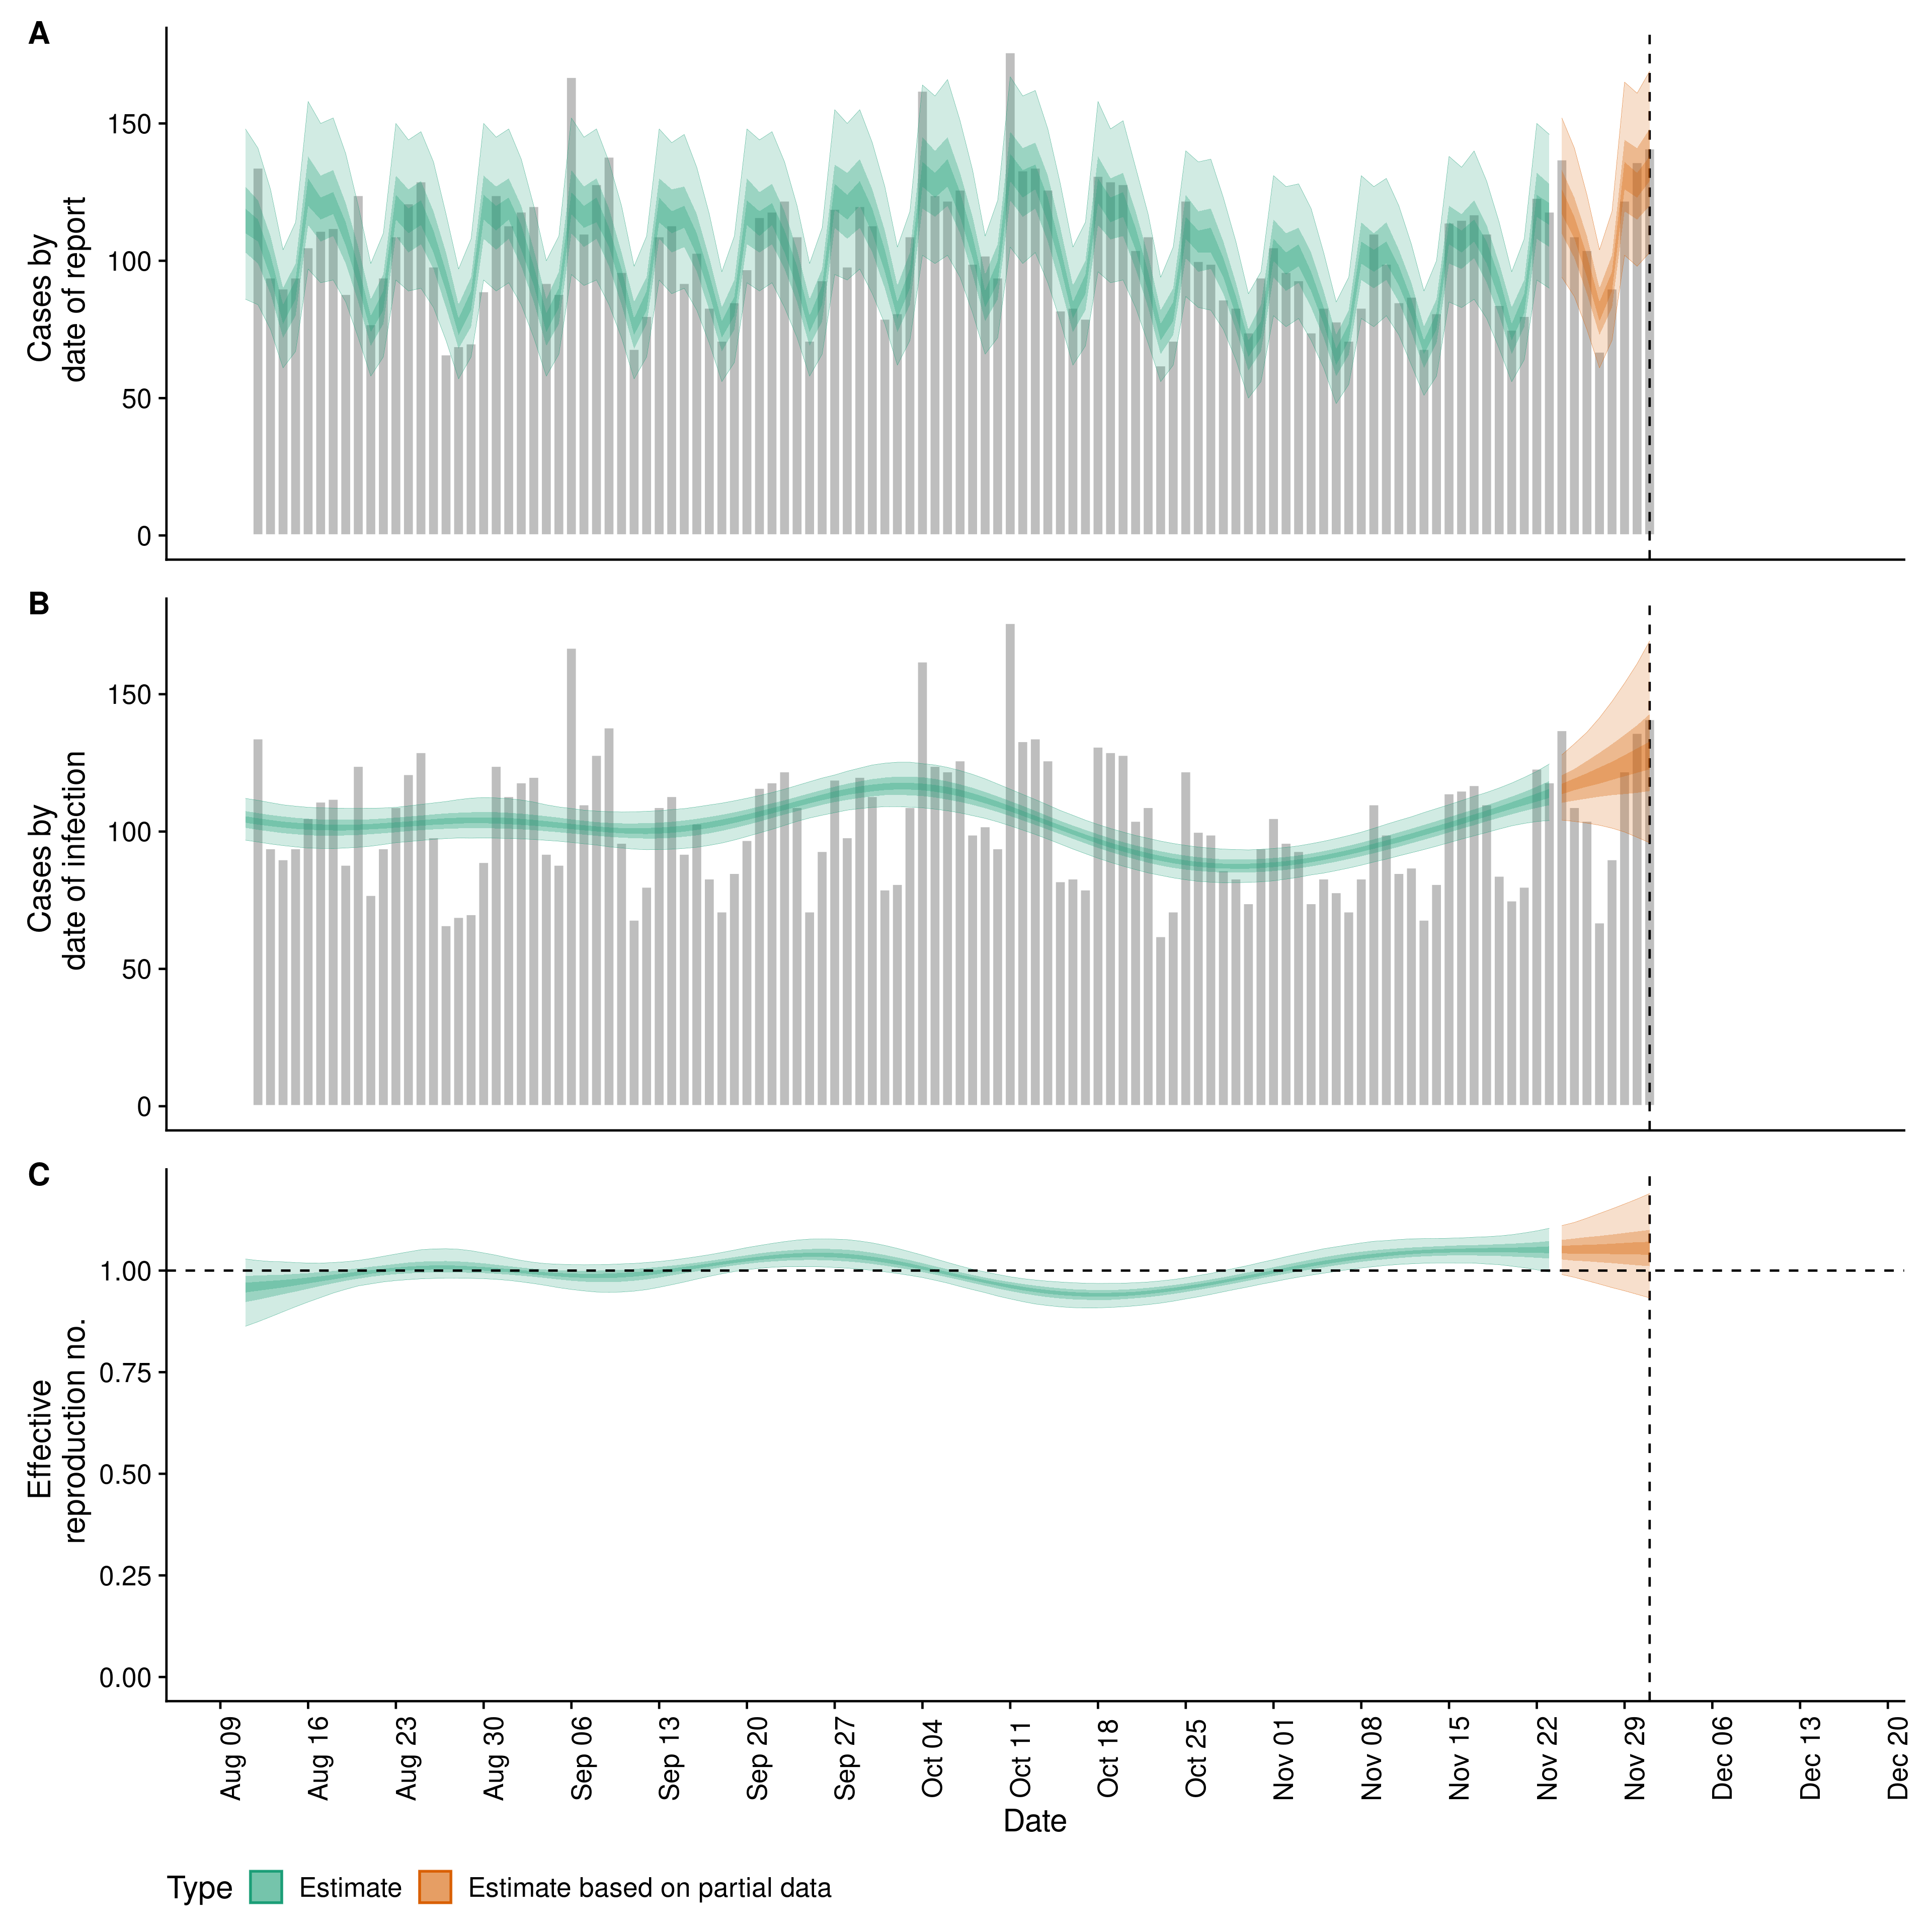 A
Cases by
date of report
150
100
50
0
B
Cases by
date of infection
150
100
50
0
C
Effective
reproduction no.
1.00
0.75
0.50
0.25
0.00
Aug 09
Aug 16
Aug 23
Aug 30
Sep 06
Sep 13
Sep 20
Sep 27
Oct 04
Oct 11
Oct 18
Oct 25
Nov 01
Nov 08
Nov 15
Nov 22
Nov 29
Dec 06
Dec 13
Dec 20
Date
Type Estimate Estimate based on partial data